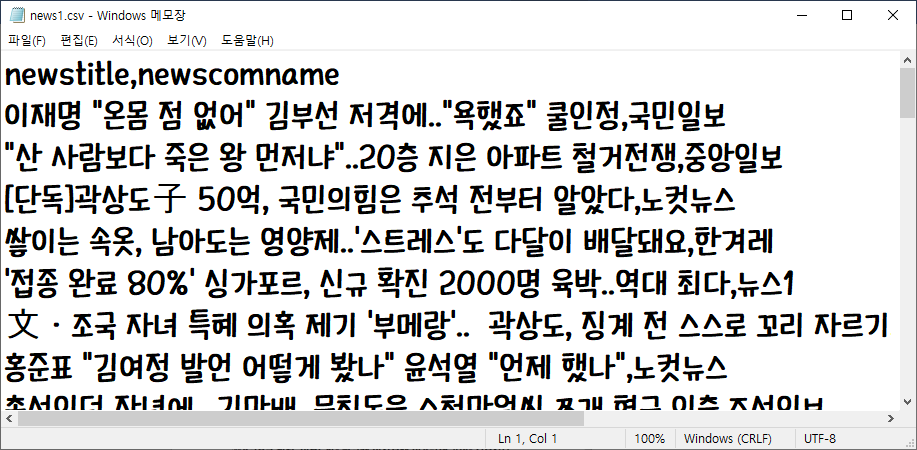 news1.csv - Windows 메모장
파일(F) 편집(E) 서식(O) 보기(V) 도움말(H)
newstitle,newscomname
이재명 "온몸 점 없어" 김부선 저격에.."욕했죠" 쿨인정,국민일보
"산 사람보다 죽은 왕 먼저냐"..20층 지은 아파트 철거전쟁,중앙일보
[단독]곽상도子 50억, 국민의힘은 추석 전부터 알았다,노컷뉴스
쌓이는 속옷, 남아도는 영양제..'스트레스'도 다달이 배달돼요,한겨레
'접종 완료 80%' 싱가포르, 신규 확진 2000명 육박..역대 최다,뉴스1
文·조국 자녀 특혜 의혹 제기 '부메랑'.. 곽상도, 징계 전 스스로 꼬리 자르기
홍준표 "김여정 발언 어떻게 봤나" 윤석열 "언제 했나",노컷뉴스
Ln 1, Col 1 100% Windows (CRLF) UTF-8